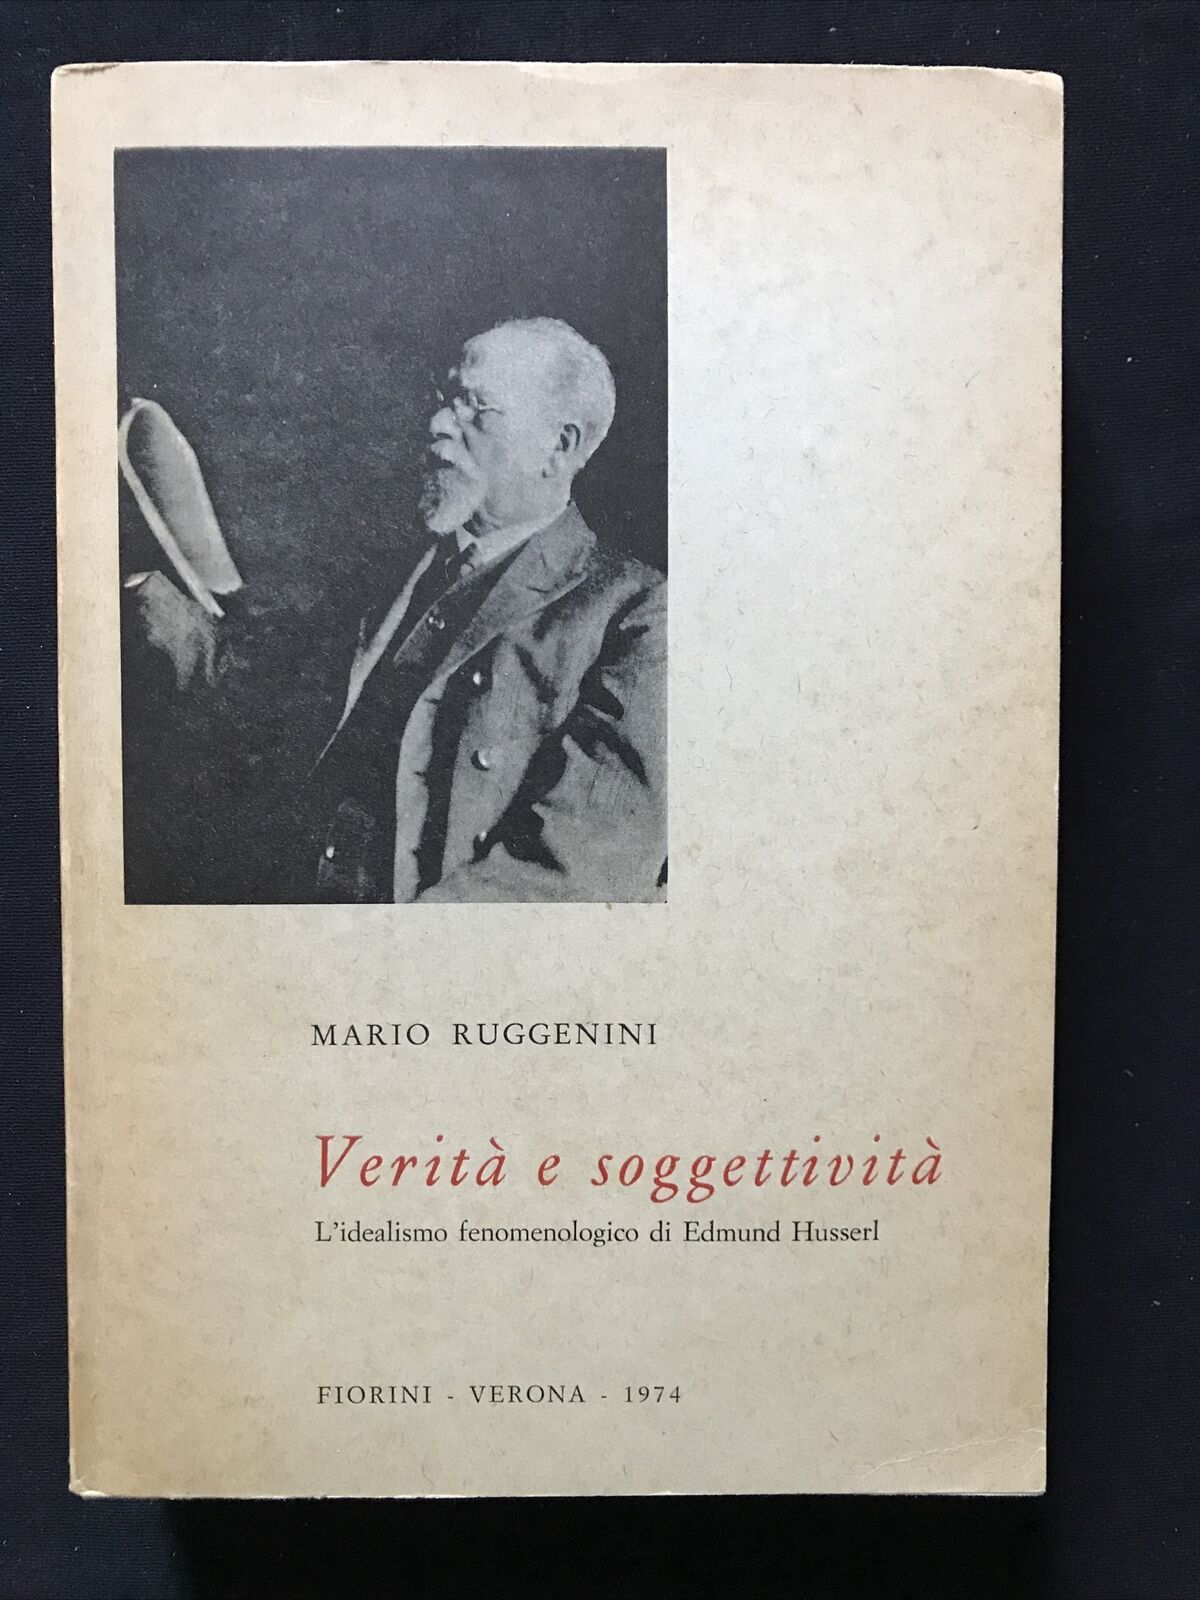 MARIO RUGGENINI
Verità e soggettività
L'idealismo fenomenologico di Edmund Husserl
FIORINI - VERONA - 1974